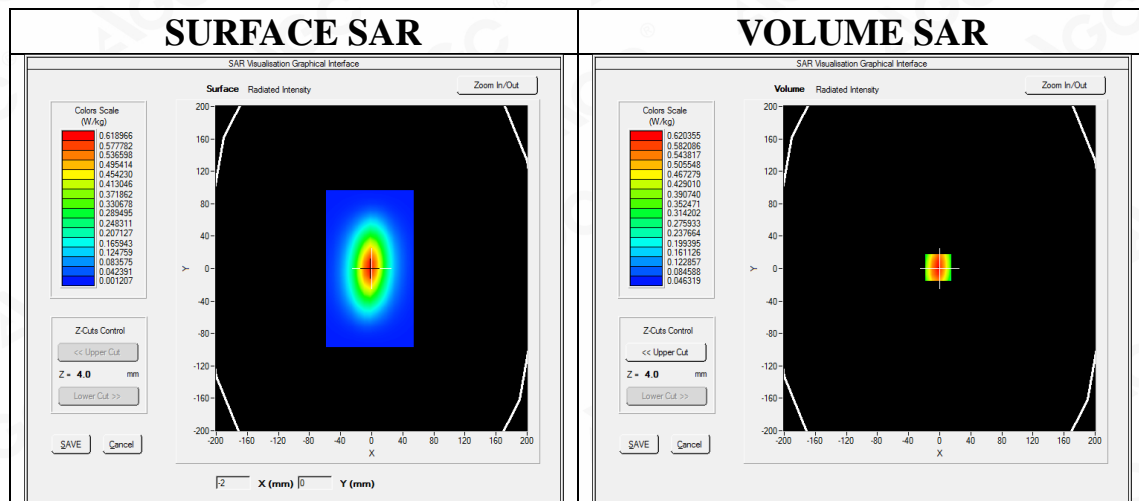 SURFACE SAR
SAR Visualisation Graphical Interface
Surface Radiated Intensity
Zoom In/Out
Colors Scale
(W/kg)
0.618966
0.577782
0.536598
0.495414
0.454230
0.413046
0.371862
0.330678
0.289495
0.248311
0.207127
0.165943
0.124759
0.083575
0.042391
0.001207
Z-Cuts Control
<< Upper Cut
Z = 4.0 mm
Lower Cut >>
SAVE Cancel
200
160
120
80
40
0
-40
-80
-120
-160
-200
Y
-200 -160 -120 -80 -40 0 40 80 120 160 200
X
-2 X (mm) 0 Y (mm)
VOLUME SAR
SAR Visualisation Graphical Interface
Volume Radiated Intensity
Zoom In/Out
Colors Scale
(W/kg)
0.620355
0.582086
0.543817
0.505548
0.467279
0.429010
0.390740
0.352471
0.314202
0.275933
0.237664
0.199395
0.161126
0.122857
0.084588
0.046319
Z-Cuts Control
<< Upper Cut
Z = 4.0 mm
Lower Cut >>
SAVE Cancel
200
160
120
80
40
0
-40
-80
-120
-160
-200
Y
-200 -160 -120 -80 -40 0 40 80 120 160 200
X